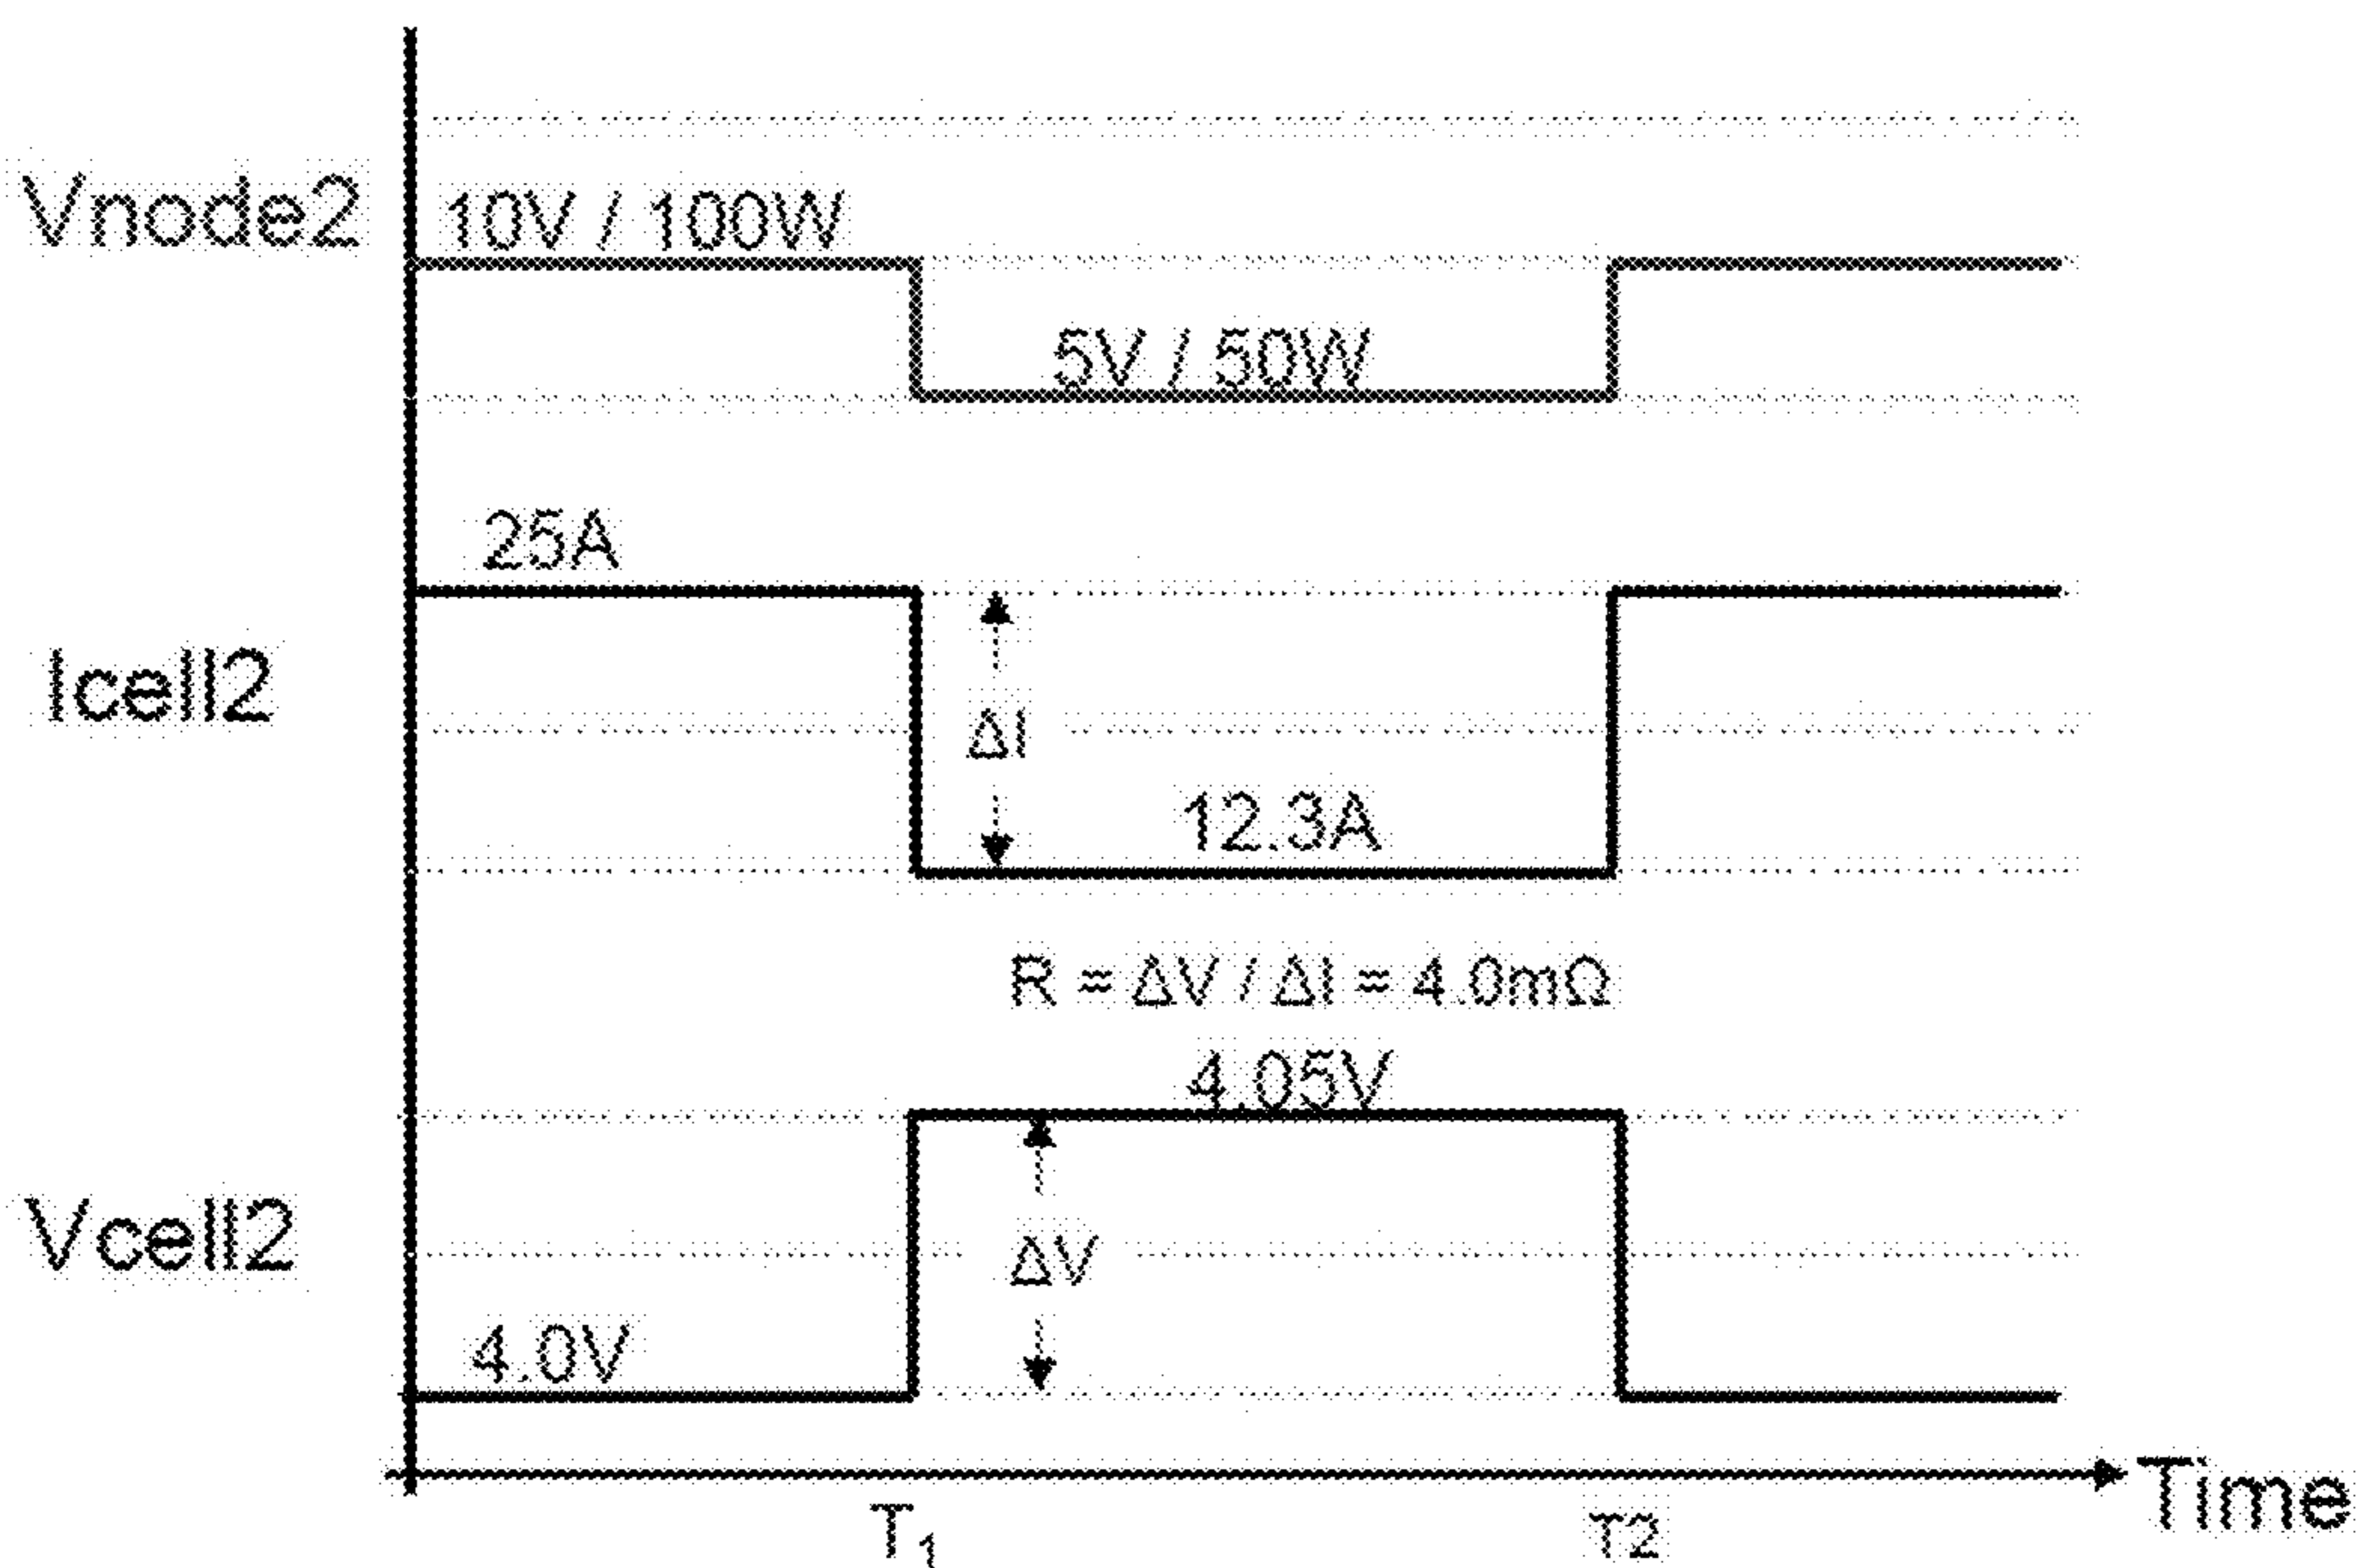 Vnode2
10V / 100W
5V / 50W
25A
Icell2
ΔI
12.3A
R = ΔV / ΔI = 4.0mΩ
4.05V
Vcell2
ΔV
4.0V
Time
T1
T2